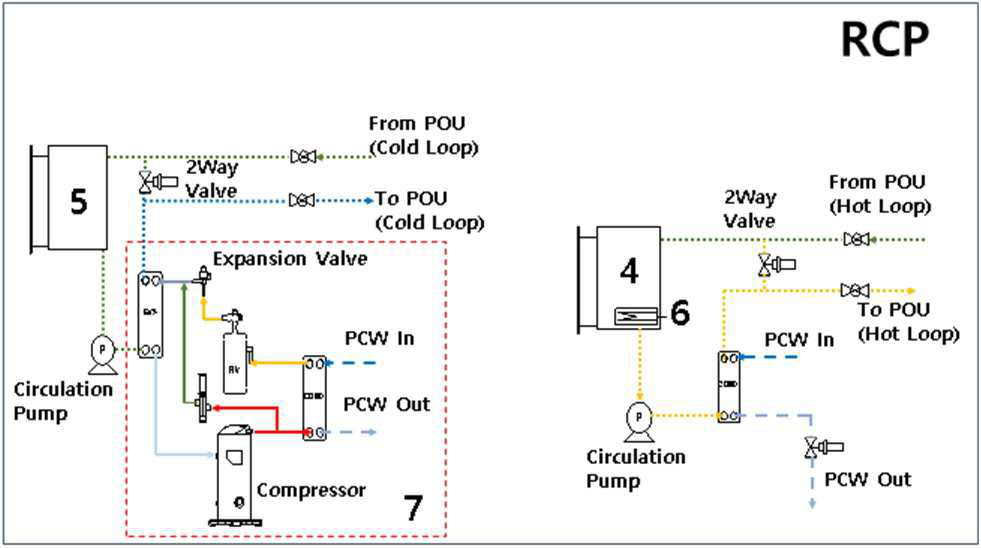 RCP
From POU
(Cold Loop)
2Way
Valve
5
To POU
(Cold Loop)
Expansion Valve
P
PCW In
Circulation
Pump
PCW Out
Compressor
7
From POU
(Hot Loop)
2Way
Valve
4
6
To POU
(Hot Loop)
PCW In
P
Circulation
Pump
PCW Out